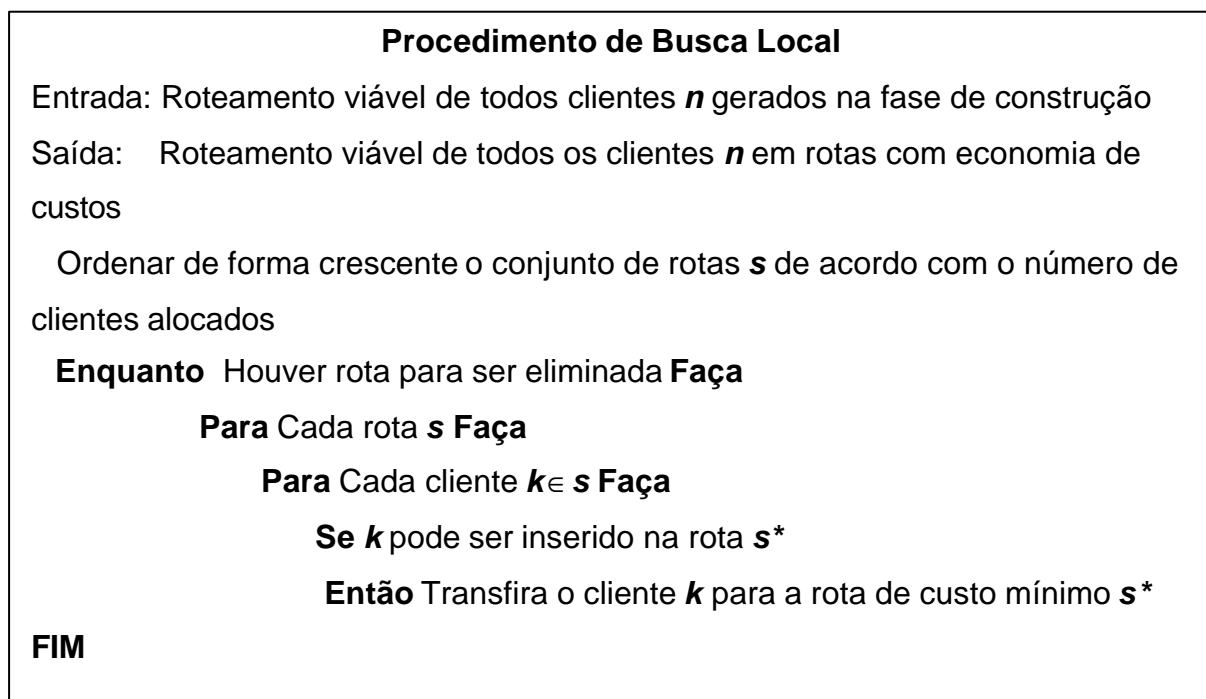 Procedimento de Busca Local
Entrada: Roteamento viável de todos clientes n gerados na fase de construção
Saída: Roteamento viável de todos os clientes n em rotas com economia de
custos
Ordenar de forma crescente o conjunto de rotas s de acordo com o número de
clientes alocados
Enquanto Houver rota para ser eliminada Faça
Para Cada rota s Faça
Para Cada cliente k∈ s Faça
Se k pode ser inserido na rota s*
Então Transfira o cliente k para a rota de custo mínimo s*
FIM